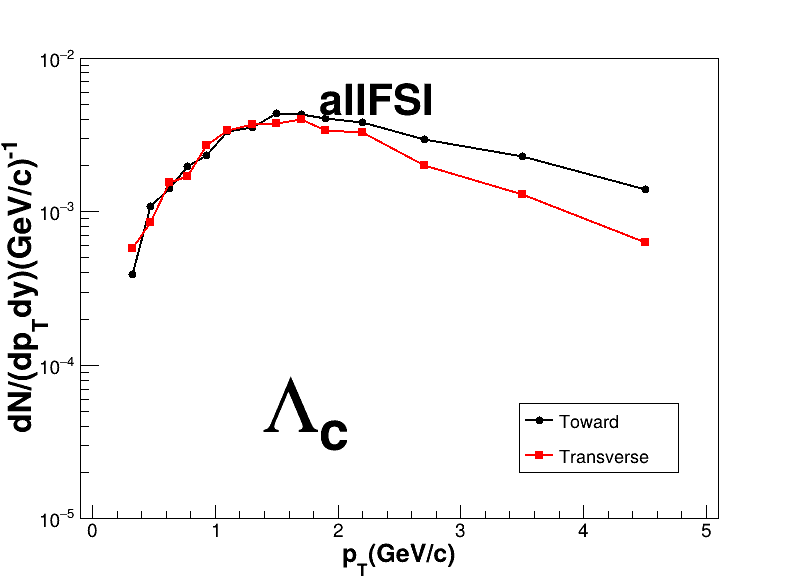 10⁻²
allFSI
10⁻³
10⁻⁴
10⁻⁵
dN/(dp_T dy)(GeV/c)⁻¹
Λ_c
Toward
Transverse
0 1 2 3 4 5
p_T(GeV/c)